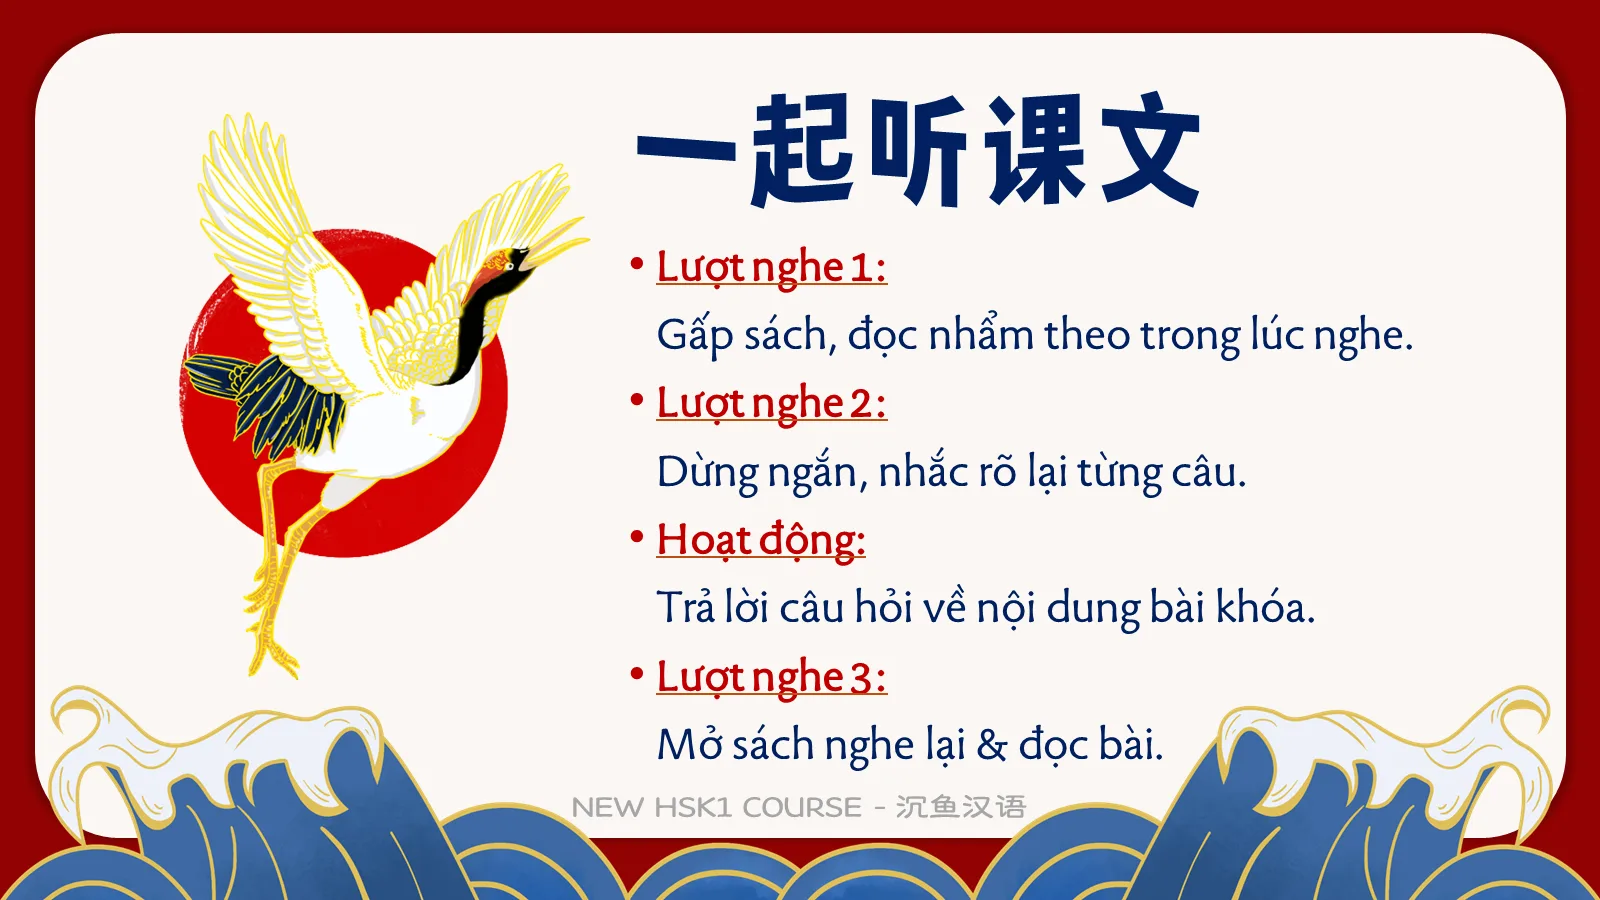 一起听课文
• Lượt nghe 1:
Gấp sách, đọc nhẩm theo trong lúc nghe.
• Lượt nghe 2:
Dừng ngắn, nhắc rõ lại từng câu.
• Hoạt động:
Trả lời câu hỏi về nội dung bài khóa.
• Lượt nghe 3:
Mở sách nghe lại & đọc bài.
NEW HSK1 COURSE - 沉鱼汉语